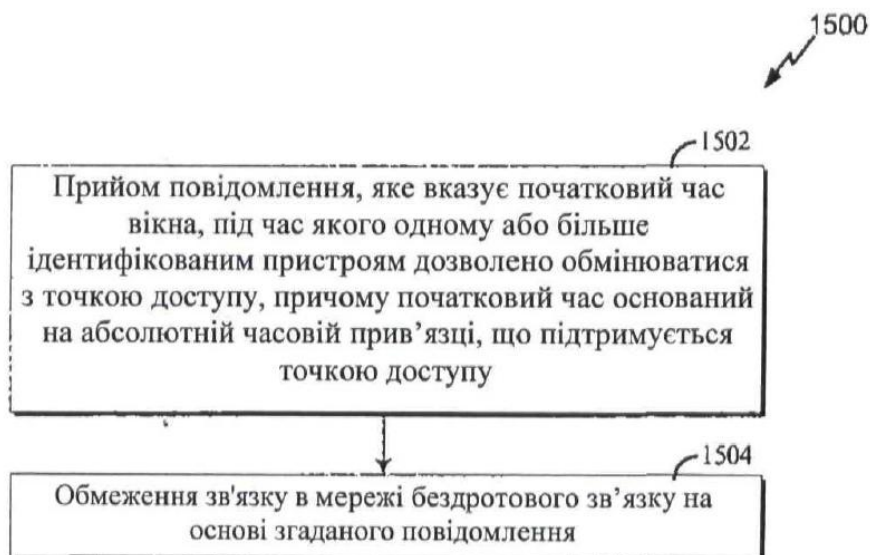 1500
1502
Прийом повідомлення, яке вказує початковий час
вікна, під час якого одному або більше
ідентифікованим пристроям дозволено обмінюватися
з точкою доступу, причому початковий час оснований
на абсолютній часовій прив’язці, що підтримується
точкою доступу
1504
Обмеження зв'язку в мережі бездротового зв’язку на
основі згаданого повідомлення